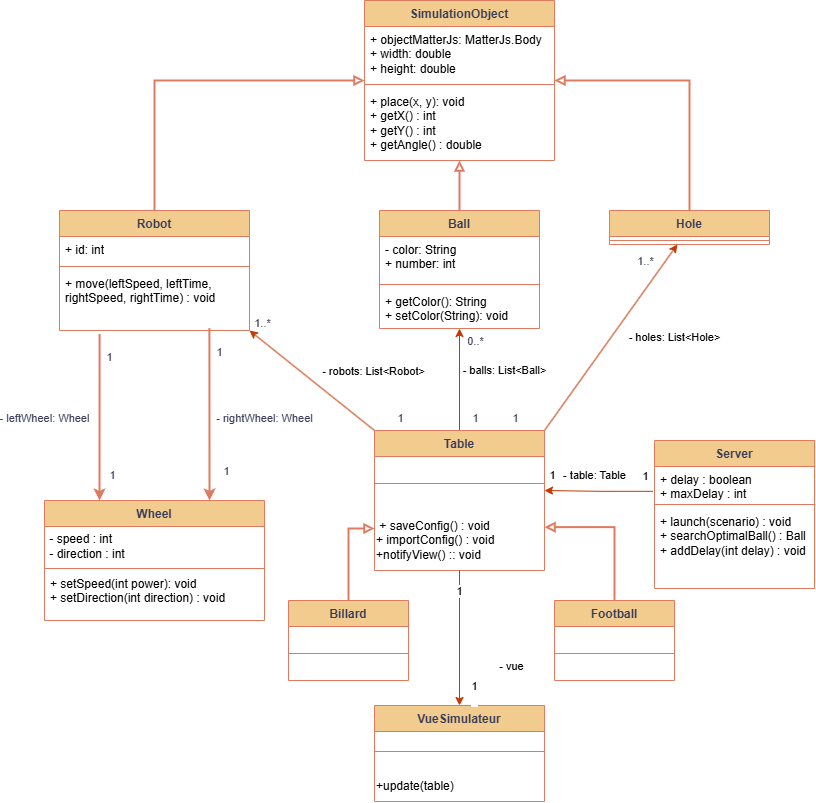 SimulationObject
+ objectMatterJs: MatterJs.Body
+ width: double
+ height: double
+ place(x, y): void
+ getX() : int
+ getY() : int
+ getAngle() : double
Robot
+ id: int
+ move(leftSpeed, leftTime,
rightSpeed, rightTime) : void
Ball
- color: String
+ number: int
+ getColor(): String
+ setColor(String): void
Hole
1..*
1..*
0..*
1
1
- robots: List<Robot>
- balls: List<Ball>
- holes: List<Hole>
- leftWheel: Wheel
- rightWheel: Wheel
1
1
1
1
1
Wheel
- speed : int
- direction : int
+ setSpeed(int power): void
+ setDirection(int direction) : void
Table
+ saveConfig() : void
+ importConfig() : void
+notifyView() :: void
1
- table: Table
1
Server
+ delay : boolean
+ maxDelay : int
+ launch(scenario) : void
+ searchOptimalBall() : Ball
+ addDelay(int delay) : void
Billard
1
Football
- vue
1
VueSimulateur
+update(table)